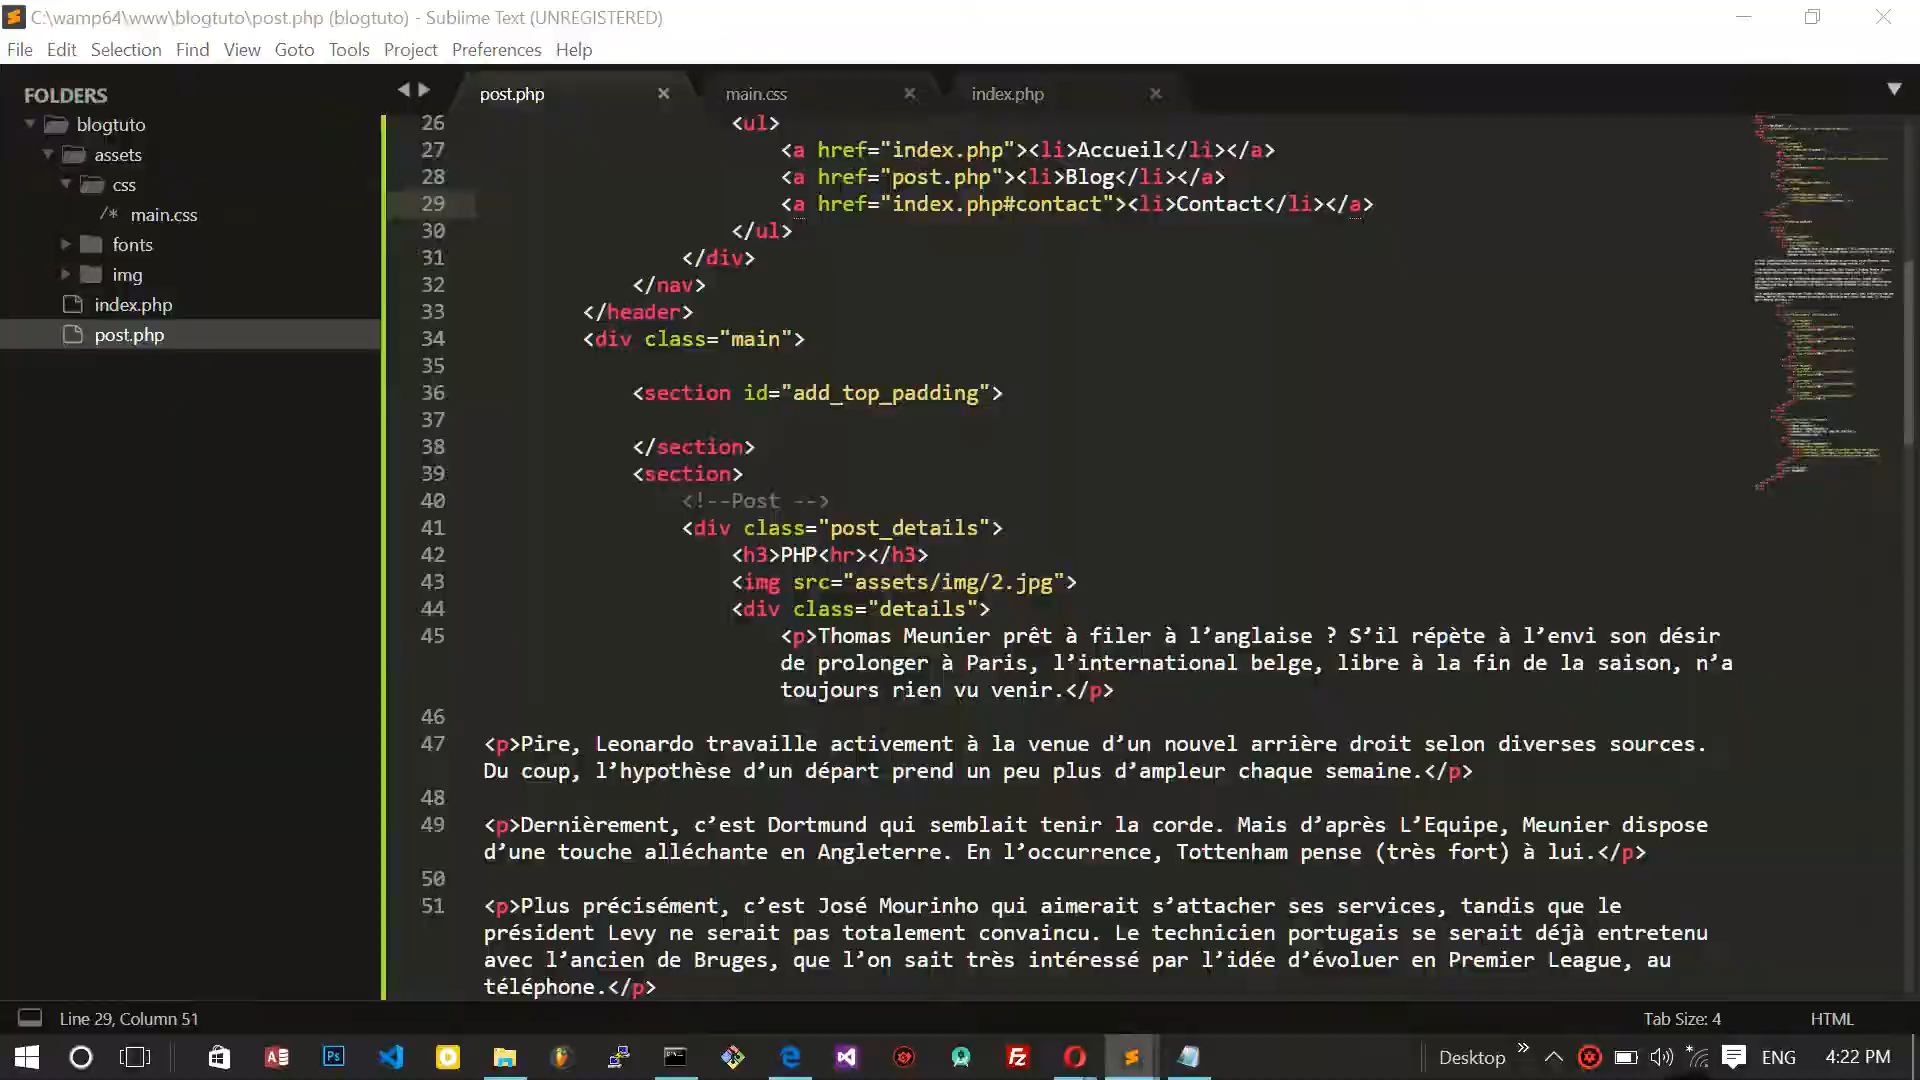 C:\wamp64\www\blogtuto\post.php (blogtuto) - Sublime Text (UNREGISTERED)
File Edit Selection Find View Goto Tools Project Preferences Help
FOLDERS
blogtuto
assets
css
/* main.css
fonts
img
index.php
post.php
post.php × main.css × index.php ×
26 <ul>
27 <a href="index.php"><li>Accueil</li></a>
28 <a href="post.php"><li>Blog</li></a>
29 <a href="index.php#contact"><li>Contact</li></a>
30 </ul>
31 </div>
32 </nav>
33 </header>
34 <div class="main">
35
36 <section id="add_top_padding">
37
38 </section>
39 <section>
40 <!--Post -->
41 <div class="post_details">
42 <h3>PHP<hr></h3>
43 <img src="assets/img/2.jpg">
44 <div class="details">
45 <p>Thomas Meunier prêt à filer à l’anglaise ? S’il répète à l’envi son désir
de prolonger à Paris, l’international belge, libre à la fin de la saison, n’a
toujours rien vu venir.</p>
46
47 <p>Pire, Leonardo travaille activement à la venue d’un nouvel arrière droit selon diverses sources.
Du coup, l’hypothèse d’un départ prend un peu plus d’ampleur chaque semaine.</p>
48
49 <p>Dernièrement, c’est Dortmund qui semblait tenir la corde. Mais d’après L’Equipe, Meunier dispose
d’une touche alléchante en Angleterre. En l’occurrence, Tottenham pense (très fort) à lui.</p>
50
51 <p>Plus précisément, c’est José Mourinho qui aimerait s’attacher ses services, tandis que le
président Levy ne serait pas totalement convaincu. Le technicien portugais se serait déjà entretenu
avec l’ancien de Bruges, que l’on sait très intéressé par l’idée d’évoluer en Premier League, au
téléphone.</p>
Line 29, Column 51 Tab Size: 4 HTML
Desktop ENG 4:22 PM